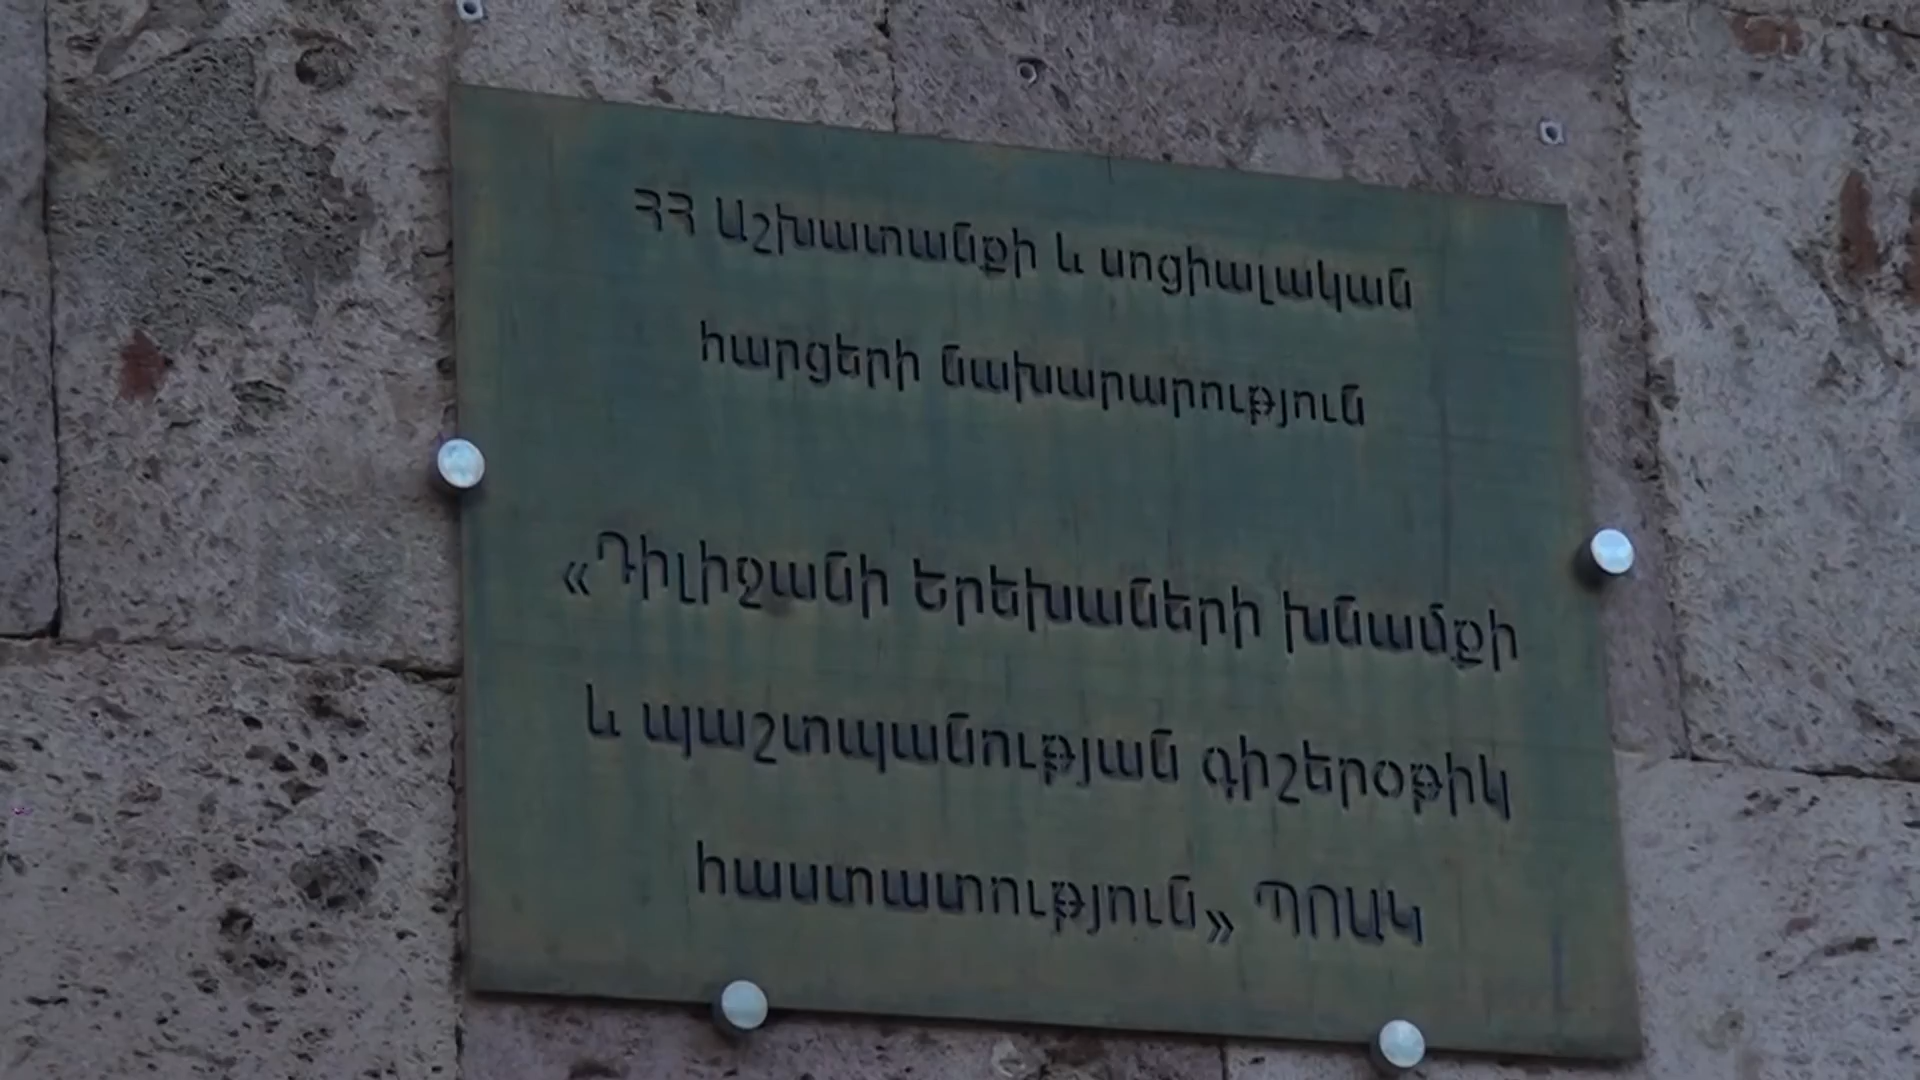 ՀՀ Աշխատանքի և սոցիալական
հարցերի նախարարություն
«Դիլիջանի երեխաների խնամքի
և պաշտպանության գիշերօթիկ
հաստատություն» ՊՈԱԿ